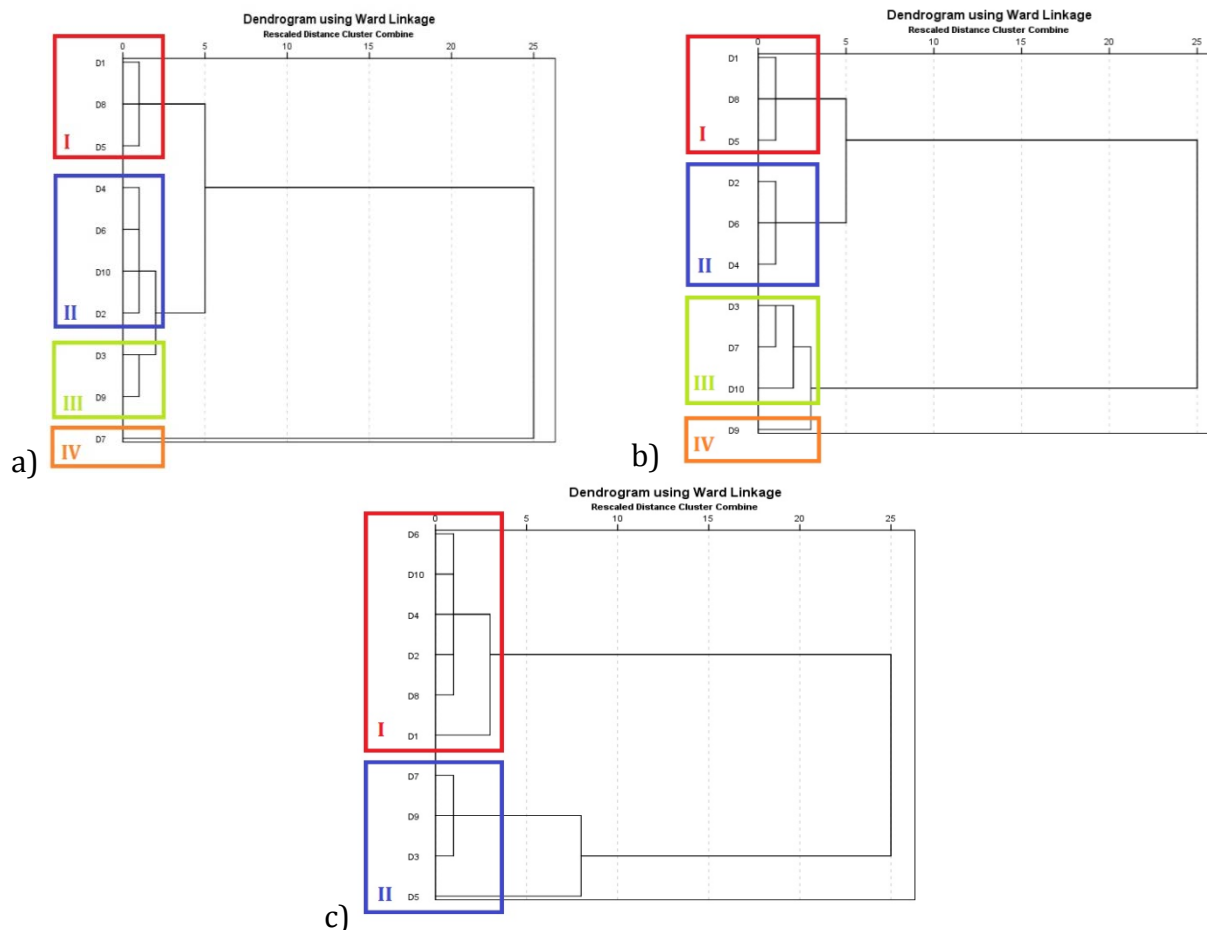 Dendrogram using Ward Linkage
Rescaled Distance Cluster Combine
0 5 10 15 20 25
D1
D8
D5
I
D4
D6
D10
D2
II
D3
D9
III
D7
IV
a)
Dendrogram using Ward Linkage
Rescaled Distance Cluster Combine
0 5 10 15 20 25
D1
D8
D5
I
D2
D6
D4
II
D3
D7
D10
III
D9
IV
b)
Dendrogram using Ward Linkage
Rescaled Distance Cluster Combine
0 5 10 15 20 25
D6
D10
D4
D2
D8
I
D1
D7
D9
D3
D5
II
c)